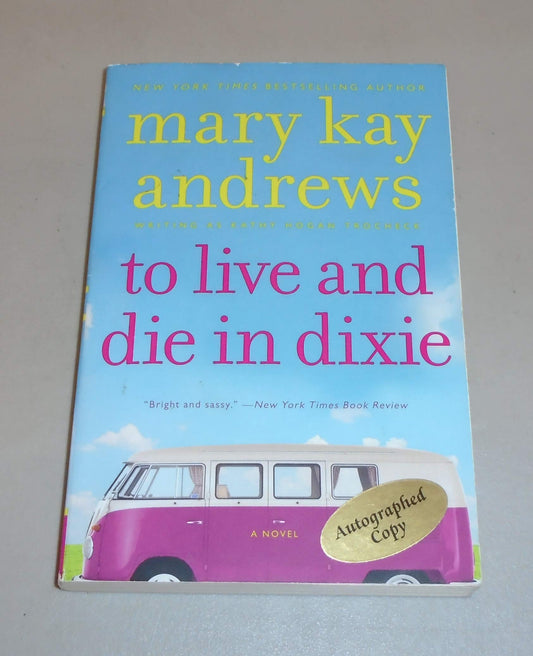 NEW YORK TIMES BESTSELLING AUTHOR
mary kay
andrews
WRITING AS KATHY HOGAN TROCHECK
to live and
die in dixie
"Bright and sassy." —New York Times Book Review
A NOVEL
Autographed
Copy